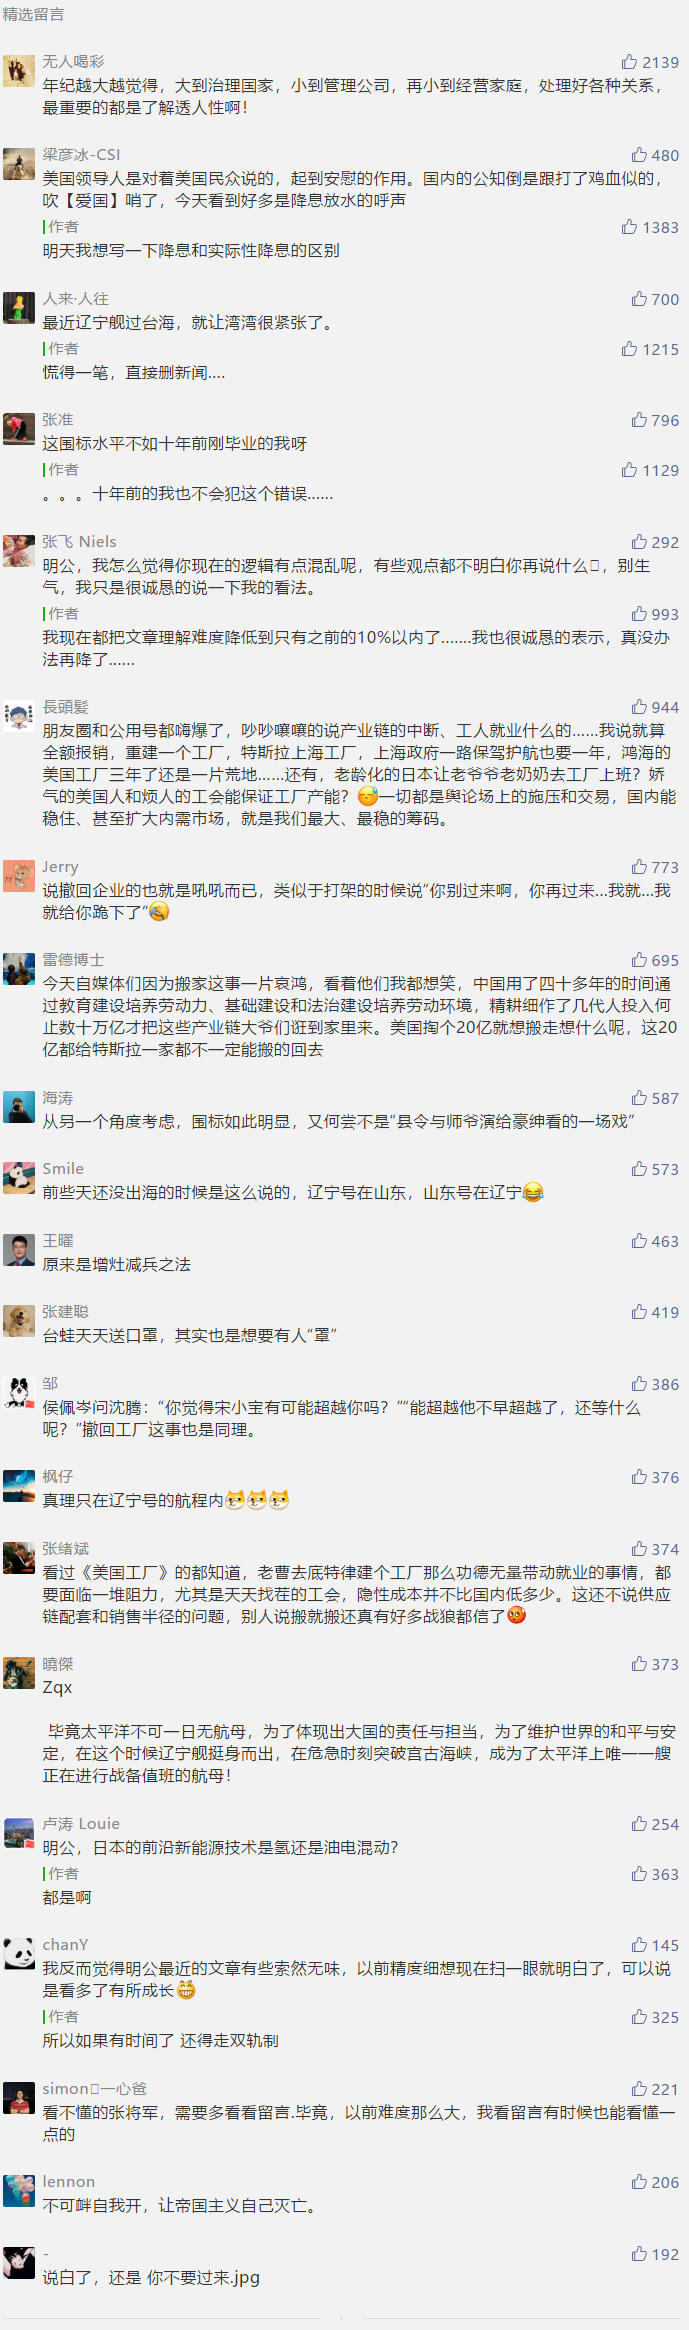 精选留言
无人喝彩
2139
年纪越大越觉得，大到治理国家，小到管理公司，再小到经营家庭，处理好各种关系，
最重要的都是了解透人性啊！
梁彦冰-CSI
480
美国领导人是对着美国民众说的，起到安慰的作用。国内的公知倒是跟打了鸡血似的，
吹【爱国】哨了，今天看到好多是降息放水的呼声
作者
1383
明天我想写一下降息和实际性降息的区别
人来·人往
700
最近辽宁舰过台海，就让湾湾很紧张了。
作者
1215
慌得一笔，直接删新闻....
张准
796
这围标水平不如十年前刚毕业的我呀
作者
1129
。。。十年前的我也不会犯这个错误......
张飞 Niels
292
明公，我怎么觉得你现在的逻辑有点混乱呢，有些观点都不明白你再说什么，别生
气，我只是很诚恳的说一下我的看法。
作者
993
我现在都把文章理解难度降低到只有之前的10%以内了.......我也很诚恳的表示，真没办
法再降了......
長頭髪
944
朋友圈和公用号都嗨爆了，吵吵嚷嚷的说产业链的中断、工人就业什么的......我说就算
全额报销，重建一个工厂，特斯拉上海工厂，上海政府一路保驾护航也要一年，鸿海的
美国工厂三年了还是一片荒地......还有，老龄化的日本让老爷爷老奶奶去工厂上班？娇
气的美国人和烦人的工会能保证工厂产能？😅一切都是舆论场上的施压和交易，国内能
稳住、甚至扩大内需市场，就是我们最大、最稳的筹码。
Jerry
773
说撤回企业的也就是吼吼而已，类似于打架的时候说“你别过来啊，你再过来...我就...我
就给你跪下了”
雷德博士
695
今天自媒体们因为搬家这事一片哀鸿，看着他们我都想笑，中国用了四十多年的时间通
过教育建设培养劳动力、基础建设和法治建设培养劳动环境，精耕细作了几代人投入何
止数十万亿才把这些产业链大爷们诓到家里来。美国掏个20亿就想搬走想什么呢，这20
亿都给特斯拉一家都不一定能搬的回去
海涛
587
从另一个角度考虑，围标如此明显，又何尝不是“县令与师爷演给豪绅看的一场戏”
Smile
573
前些天还没出海的时候是这么说的，辽宁号在山东，山东号在辽宁😂
王曜
463
原来是增灶减兵之法
张建聪
419
台蛙天天送口罩，其实也是想要有人“罩”
邹
386
侯佩岑问沈腾：“你觉得宋小宝有可能超越你吗？”“能超越他不早超越了，还等什么
呢？”撤回工厂这事也是同理。
枫仔
376
真理只在辽宁号的航程内
张绪斌
374
看过《美国工厂》的都知道，老曹去底特律建个工厂那么功德无量带动就业的事情，都
要面临一堆阻力，尤其是天天找茬的工会，隐性成本并不比国内低多少。这还不说供应
链配套和销售半径的问题，别人说搬就搬还真有好多战狼都信了
曉傑
373
Zqx
毕竟太平洋不可一日无航母，为了体现出大国的责任与担当，为了维护世界的和平与安
定，在这个时候辽宁舰挺身而出，在危急时刻突破宫古海峡，成为了太平洋上唯一一艘
正在进行战备值班的航母！
卢涛 Louie
254
明公，日本的前沿新能源技术是氢还是油电混动？
作者
363
都是啊
chanY
145
我反而觉得明公最近的文章有些索然无味，以前精度细想现在扫一眼就明白了，可以说
是看多了有所成长😁
作者
325
所以如果有时间了 还得走双轨制
simon一心爸
221
看不懂的张将军，需要多看看留言.毕竟，以前难度那么大，我看留言有时候也能看懂一
点的
lennon
206
不可衅自我开，让帝国主义自己灭亡。
-
192
说白了，还是 你不要过来.jpg